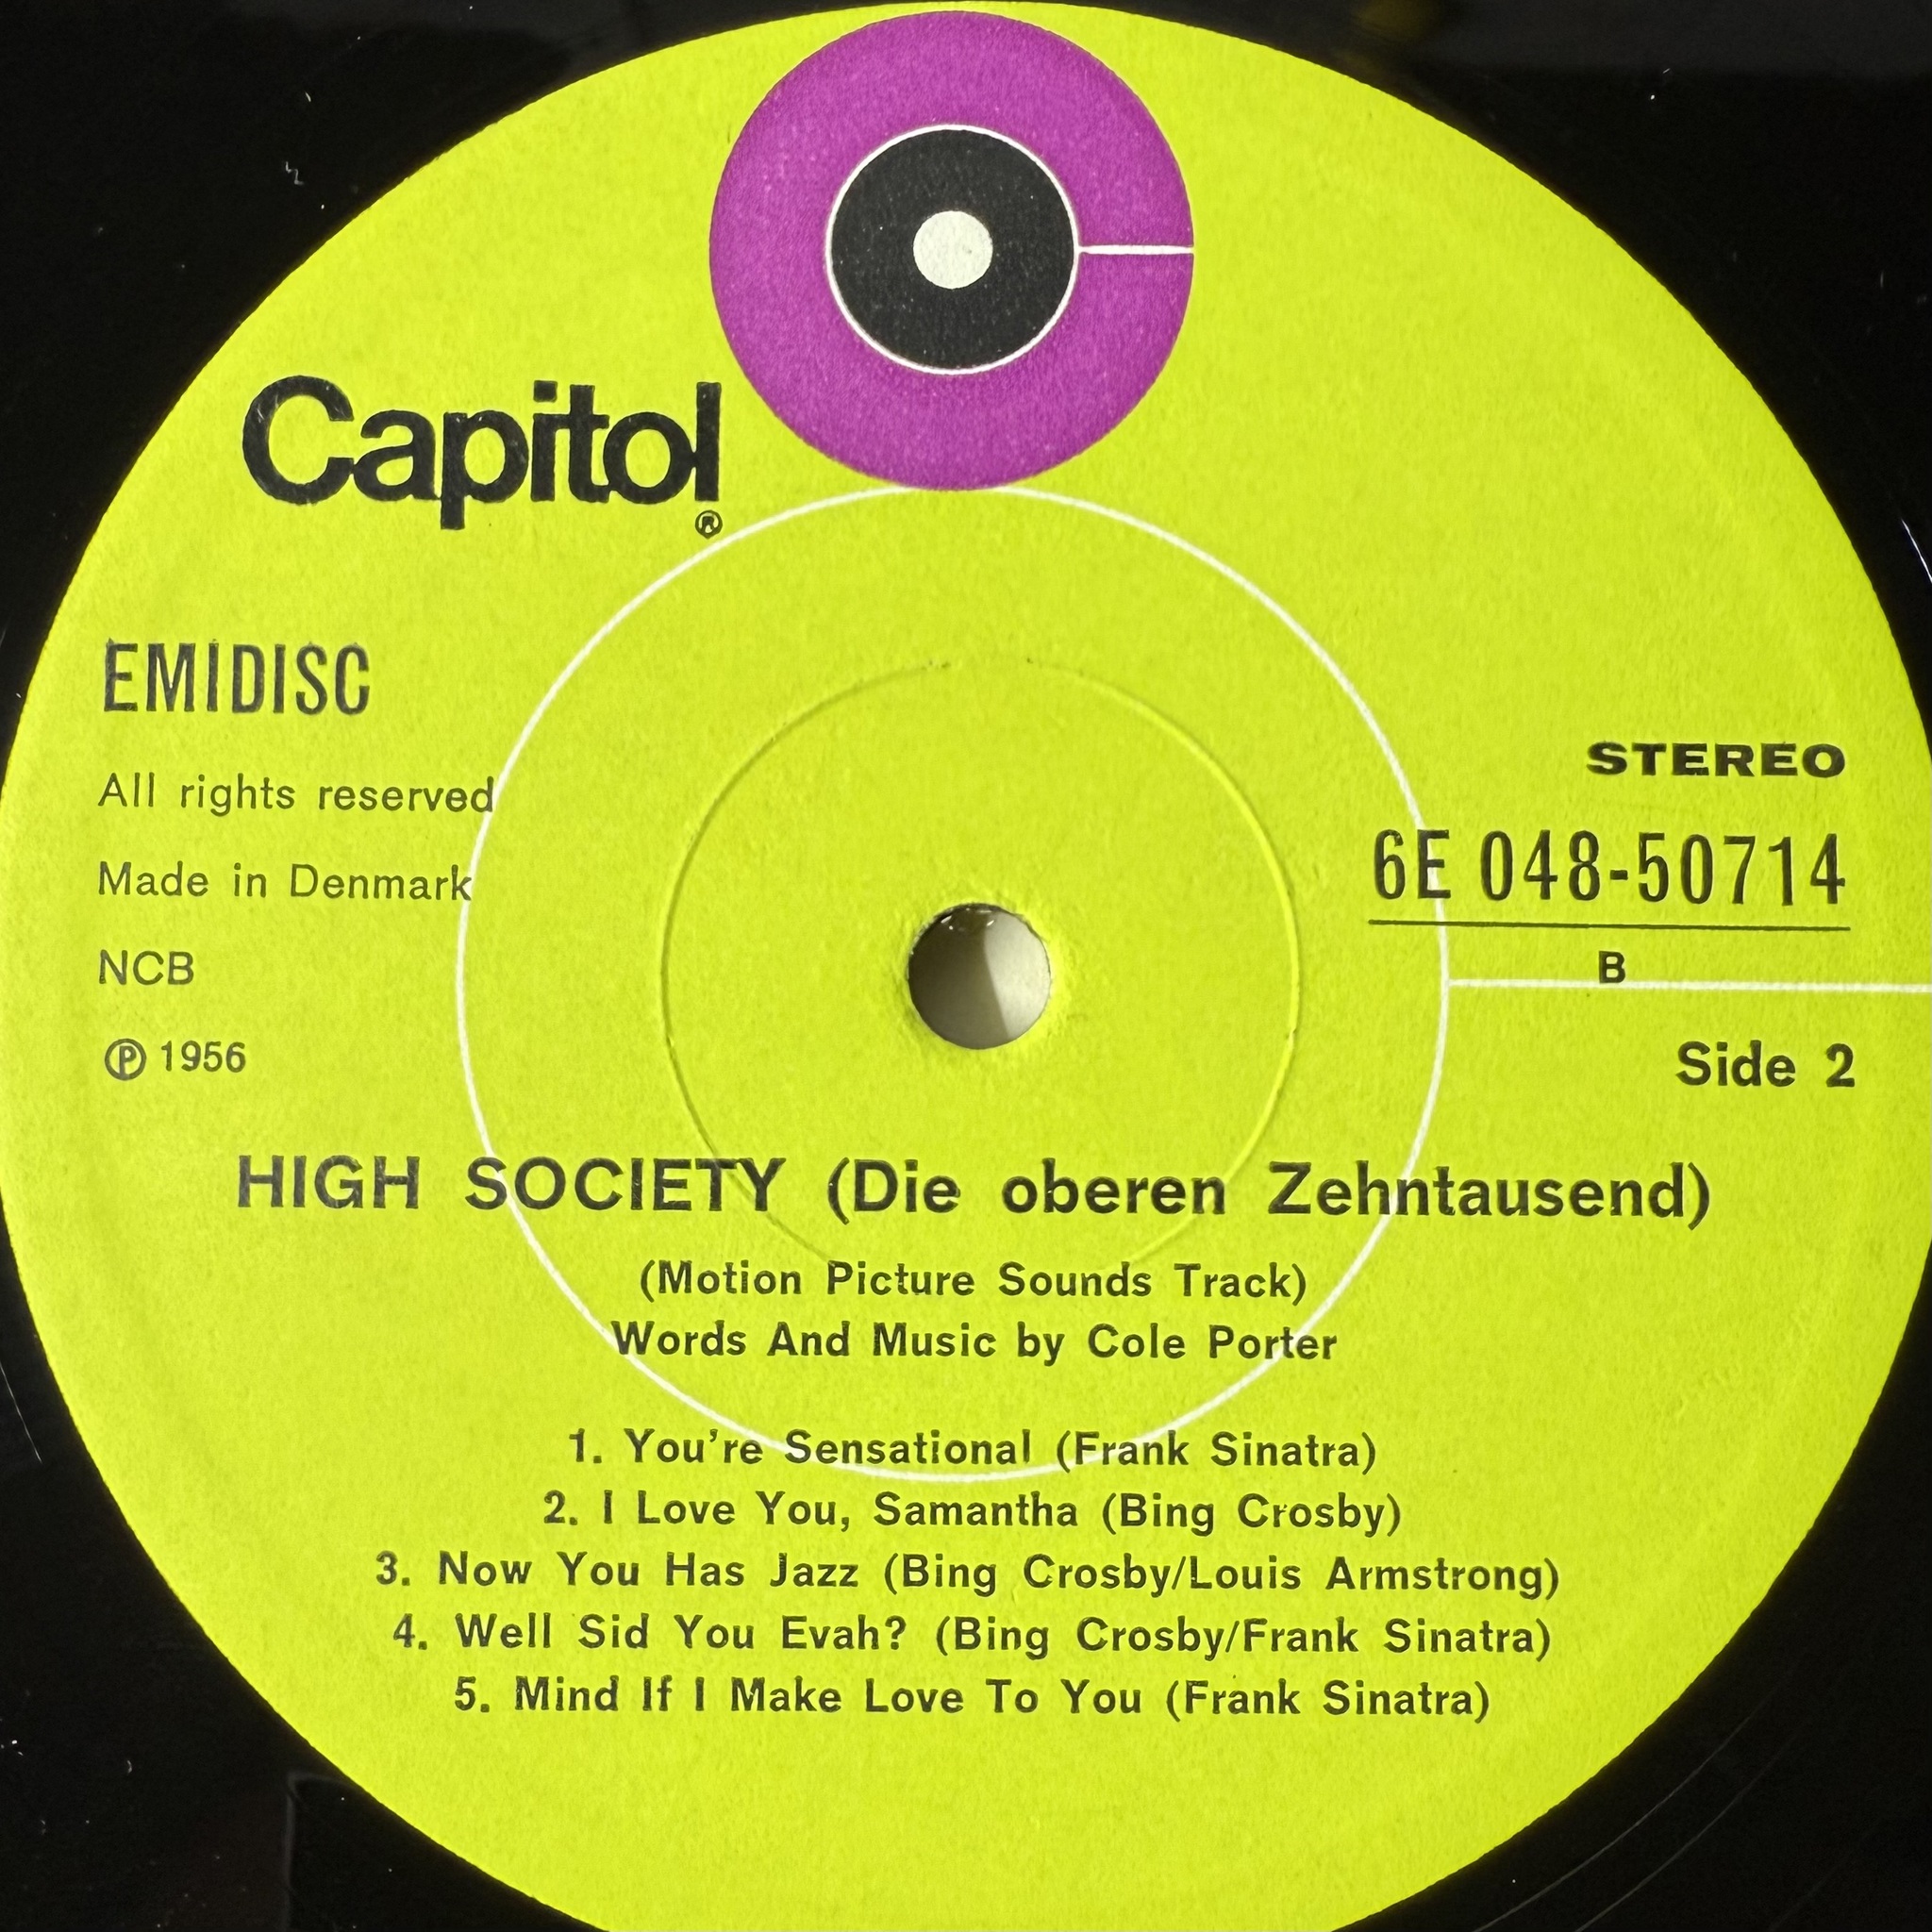 Capitol®
EMIDISC
All rights reserved
Made in Denmark
NCB
℗ 1956
STEREO
6E 048-50714
B
Side 2
HIGH SOCIETY (Die oberen Zehntausend)
(Motion Picture Sounds Track)
Words And Music by Cole Porter
1. You're Sensational (Frank Sinatra)
2. I Love You, Samantha (Bing Crosby)
3. Now You Has Jazz (Bing Crosby/Louis Armstrong)
4. Well Sid You Evah? (Bing Crosby/Frank Sinatra)
5. Mind If I Make Love To You (Frank Sinatra)